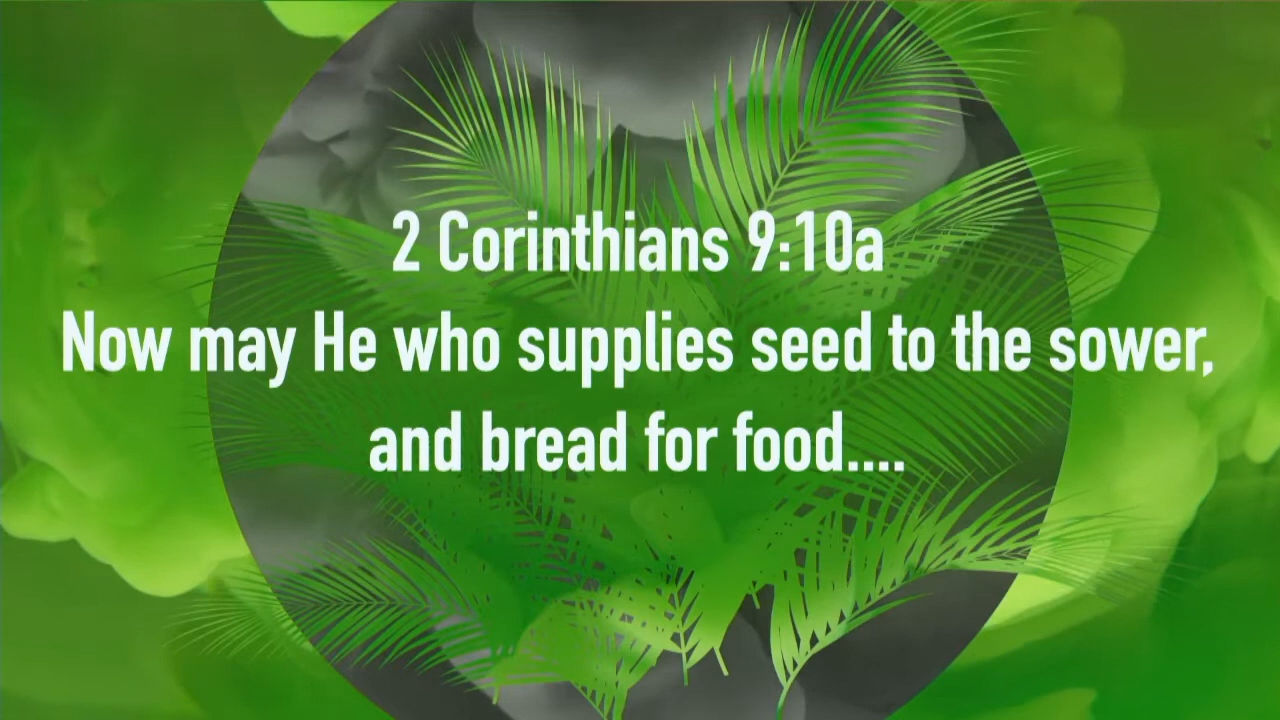 2 Corinthians 9:10a
Now may He who supplies seed to the sower,
and bread for food....